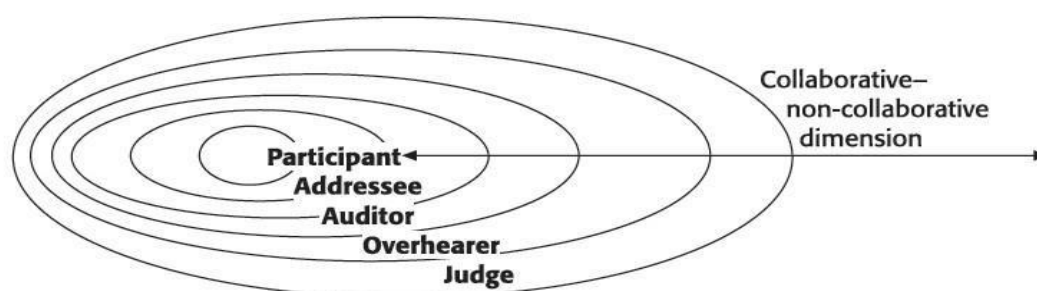 Collaborative–
non-collaborative
dimension
Participant
Addressee
Auditor
Overhearer
Judge